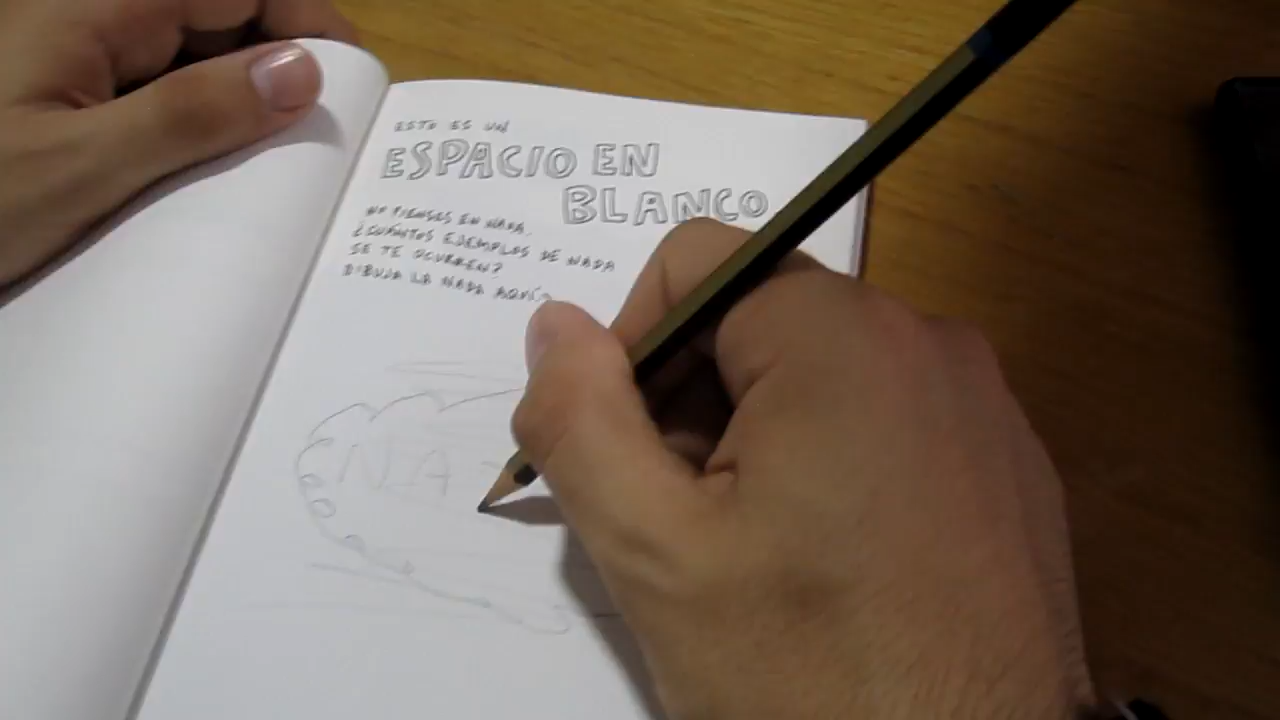 ESTO ES UN
ESPACIO EN
BLANCO
NO PIENSES EN NADA.
¿CUÁNTOS EJEMPLOS DE NADA
SE TE OCURREN?
DIBUJA LA NADA AQUÍ:
NA